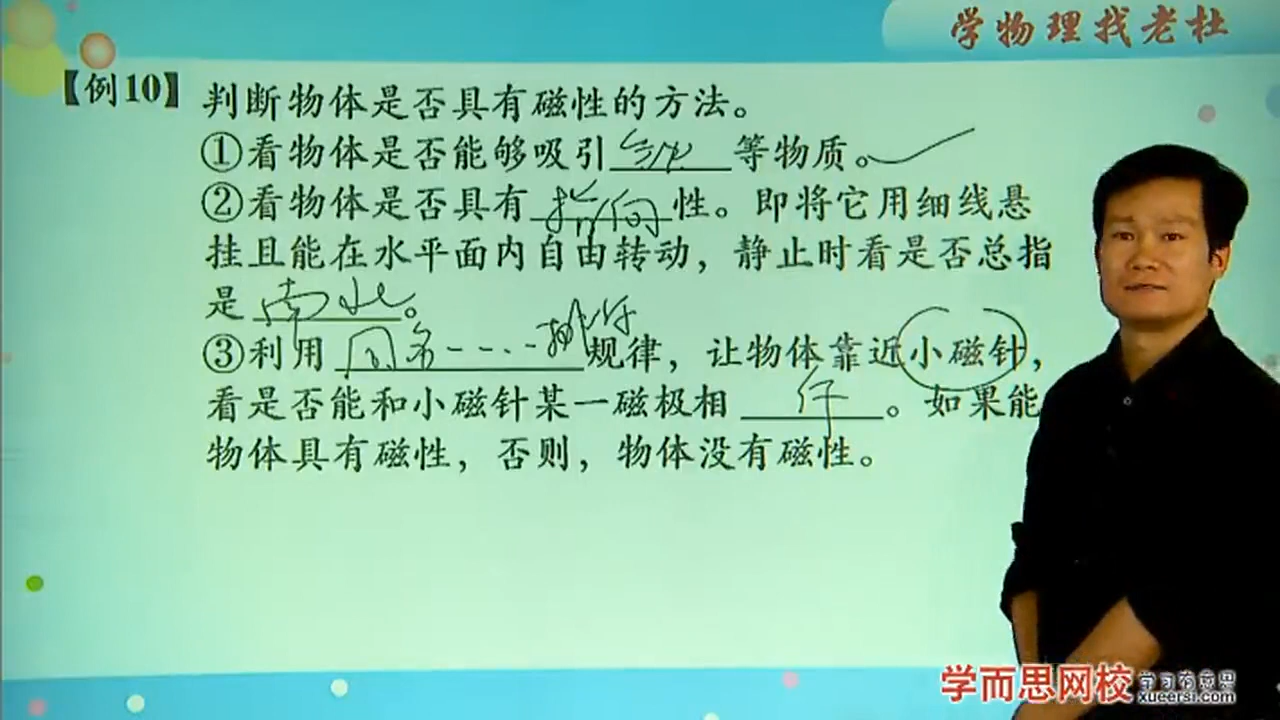 学物理找老杜
【例10】 判断物体是否具有磁性的方法。
①看物体是否能够吸引 等物质。
②看物体是否具有 指向 性。即将它用细线悬
挂且能在水平面内自由转动，静止时看是否总指
是 南北 。
③利用 同名----排斥 规律，让物体靠近小磁针，
看是否能和小磁针某一磁极相 斥 。如果能
物体具有磁性，否则，物体没有磁性。
学而思网校 学习有意思
xueersi.com